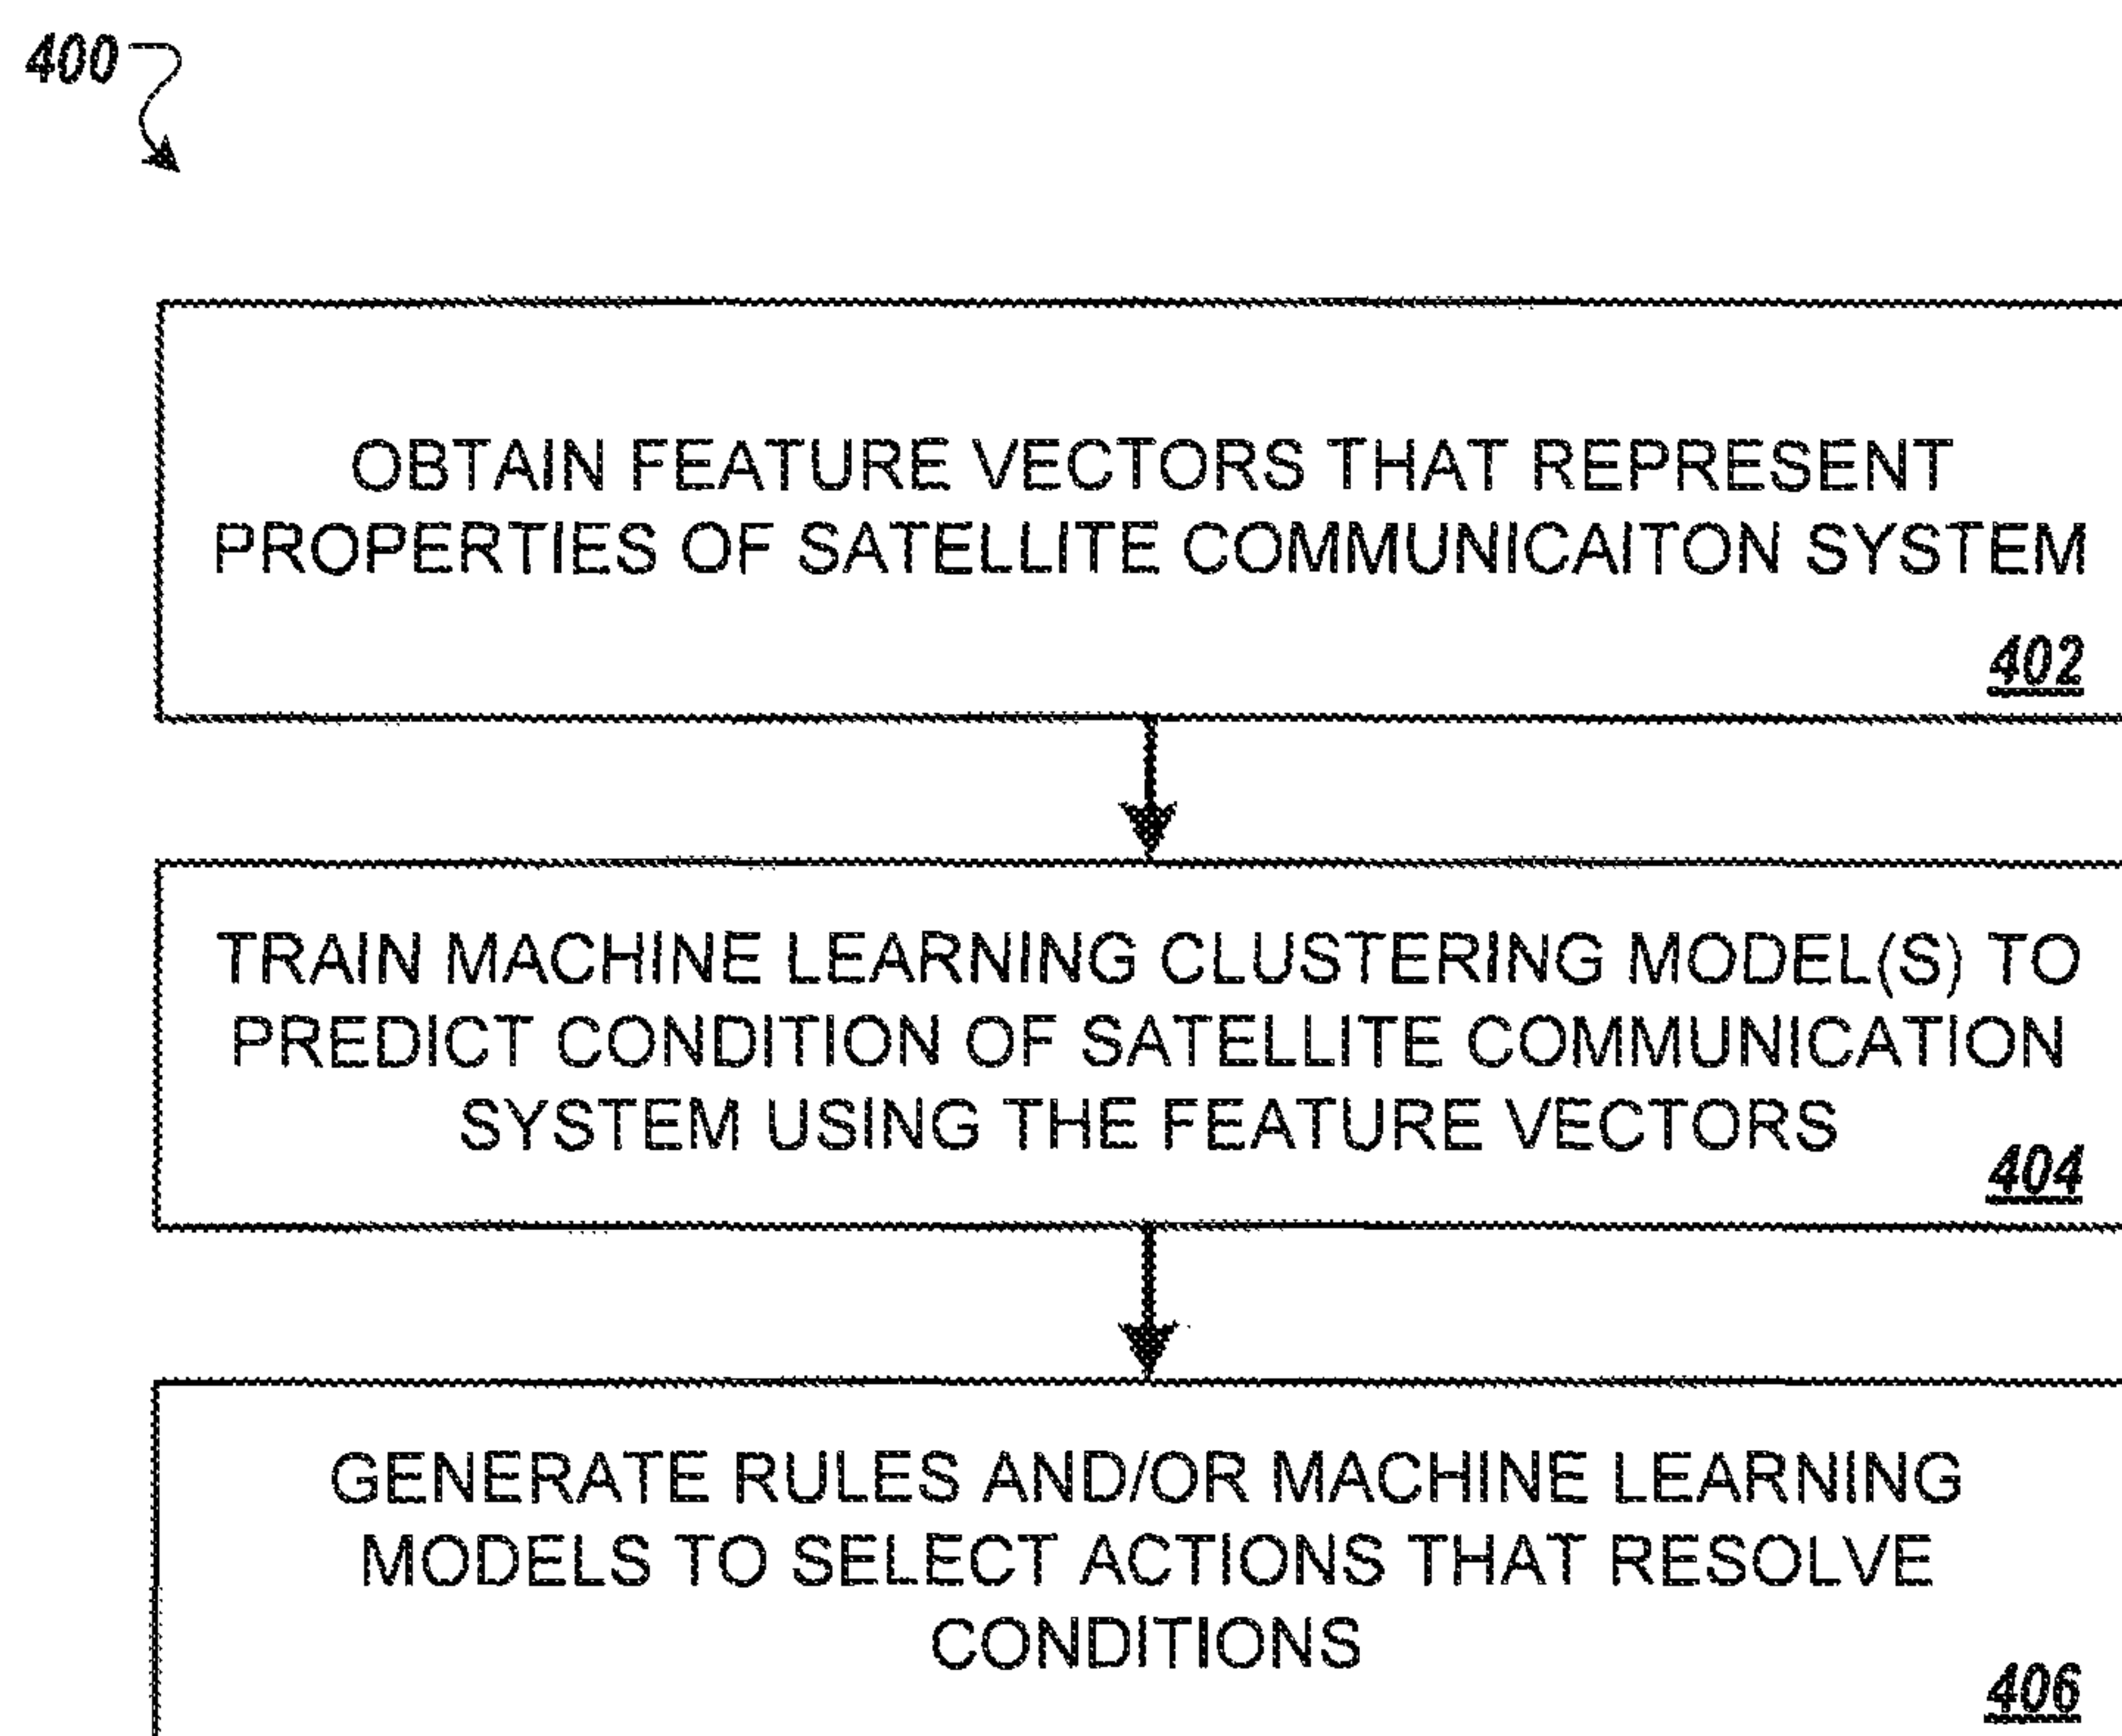 400
OBTAIN FEATURE VECTORS THAT REPRESENT
PROPERTIES OF SATELLITE COMMUNICAITON SYSTEM
402
TRAIN MACHINE LEARNING CLUSTERING MODEL(S) TO
PREDICT CONDITION OF SATELLITE COMMUNICATION
SYSTEM USING THE FEATURE VECTORS
404
GENERATE RULES AND/OR MACHINE LEARNING
MODELS TO SELECT ACTIONS THAT RESOLVE
CONDITIONS
406